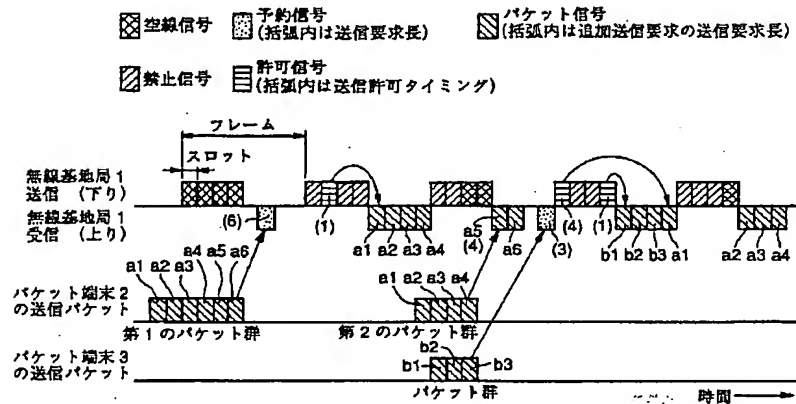 空線信号
予約信号
(括弧内は送信要求長)
パケット信号
(括弧内は追加送信要求の送信要求長)
禁止信号
許可信号
(括弧内は送信許可タイミング)
フレーム
スロット
無線基地局1
送信 (下り)
無線基地局1
受信 (上り)
(6)
(1)
a1 a2 a3 a4
a5
(4)
a6
(3)
(4)
(1)
b1 b2 b3 a1
a2 a3 a4
パケット端末2
の送信パケット
a1 a2 a3 a4 a5 a6
第1のパケット群
a1 a2 a3 a4
第2のパケット群
パケット端末3
の送信パケット
b1 b2 b3
パケット群
時間